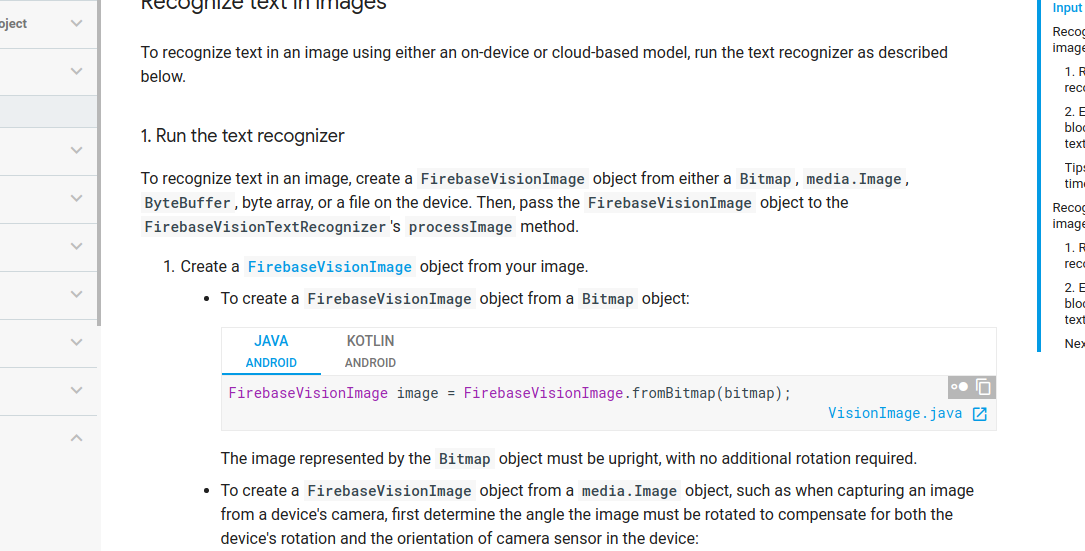 Recognize text in images
oject
To recognize text in an image using either an on-device or cloud-based model, run the text recognizer as described
below.
1. Run the text recognizer
To recognize text in an image, create a FirebaseVisionImage object from either a Bitmap, media.Image,
ByteBuffer, byte array, or a file on the device. Then, pass the FirebaseVisionImage object to the
FirebaseVisionTextRecognizer's processImage method.
1. Create a FirebaseVisionImage object from your image.
• To create a FirebaseVisionImage object from a Bitmap object:
JAVA KOTLIN
ANDROID ANDROID
FirebaseVisionImage image = FirebaseVisionImage.fromBitmap(bitmap);
VisionImage.java
The image represented by the Bitmap object must be upright, with no additional rotation required.
• To create a FirebaseVisionImage object from a media.Image object, such as when capturing an image
from a device's camera, first determine the angle the image must be rotated to compensate for both the
device's rotation and the orientation of camera sensor in the device:
Input
Recog
image
1. R
reco
2. E
bloc
text
Tips
time
Recog
image
1. R
reco
2. E
bloc
text
Nex